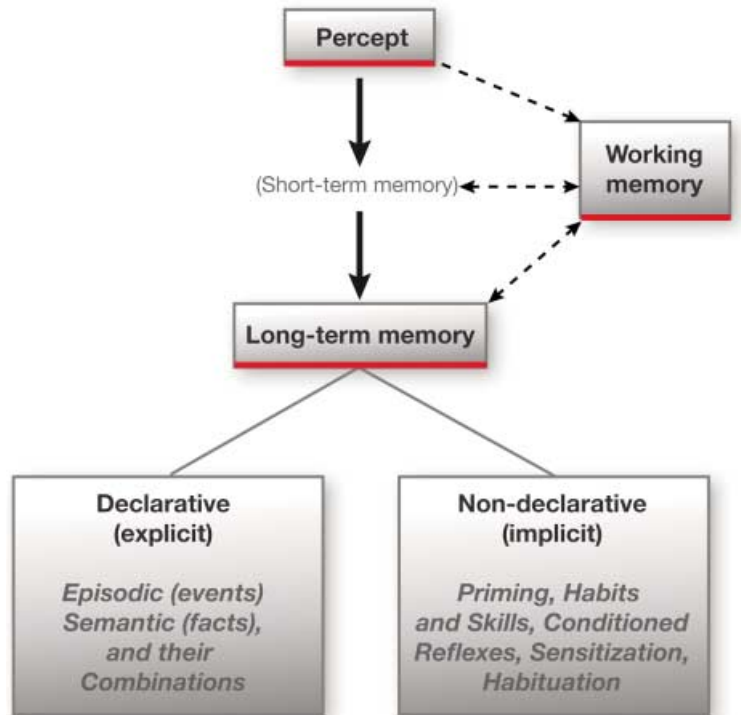 Percept
Working
memory
(Short-term memory)
Long-term memory
Declarative
(explicit)
Episodic (events)
Semantic (facts),
and their
Combinations
Non-declarative
(implicit)
Priming, Habits
and Skills, Conditioned
Reflexes, Sensitization,
Habituation